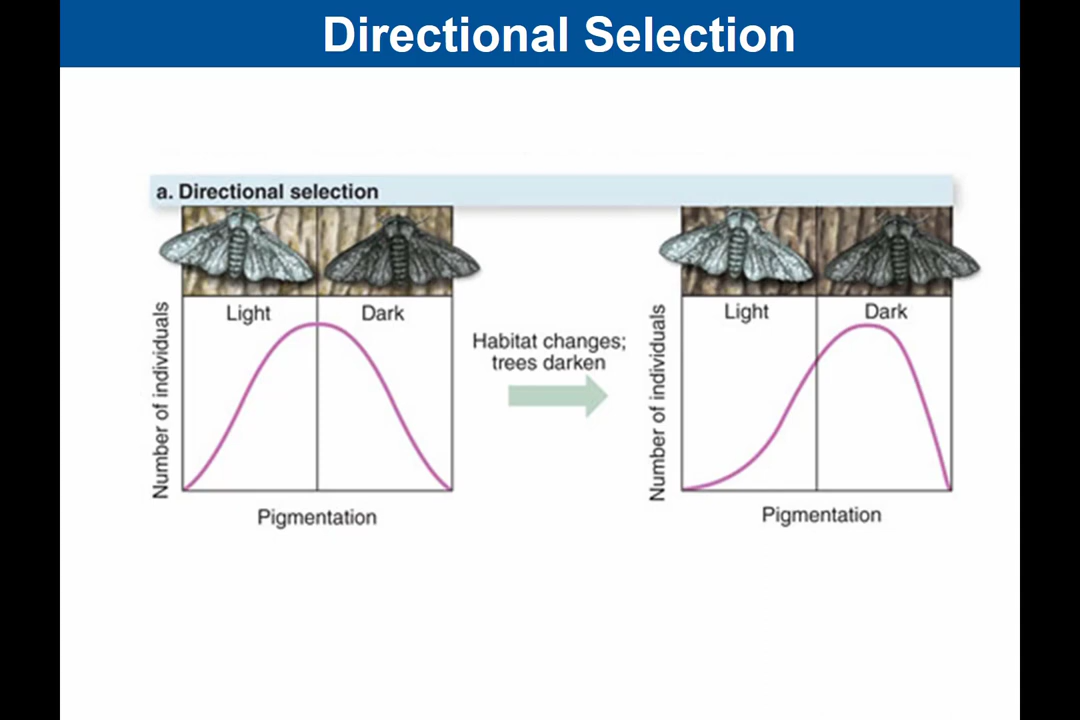 Directional Selection
a. Directional selection
Light
Dark
Number of individuals
Pigmentation
Habitat changes;
trees darken
Light
Dark
Number of individuals
Pigmentation